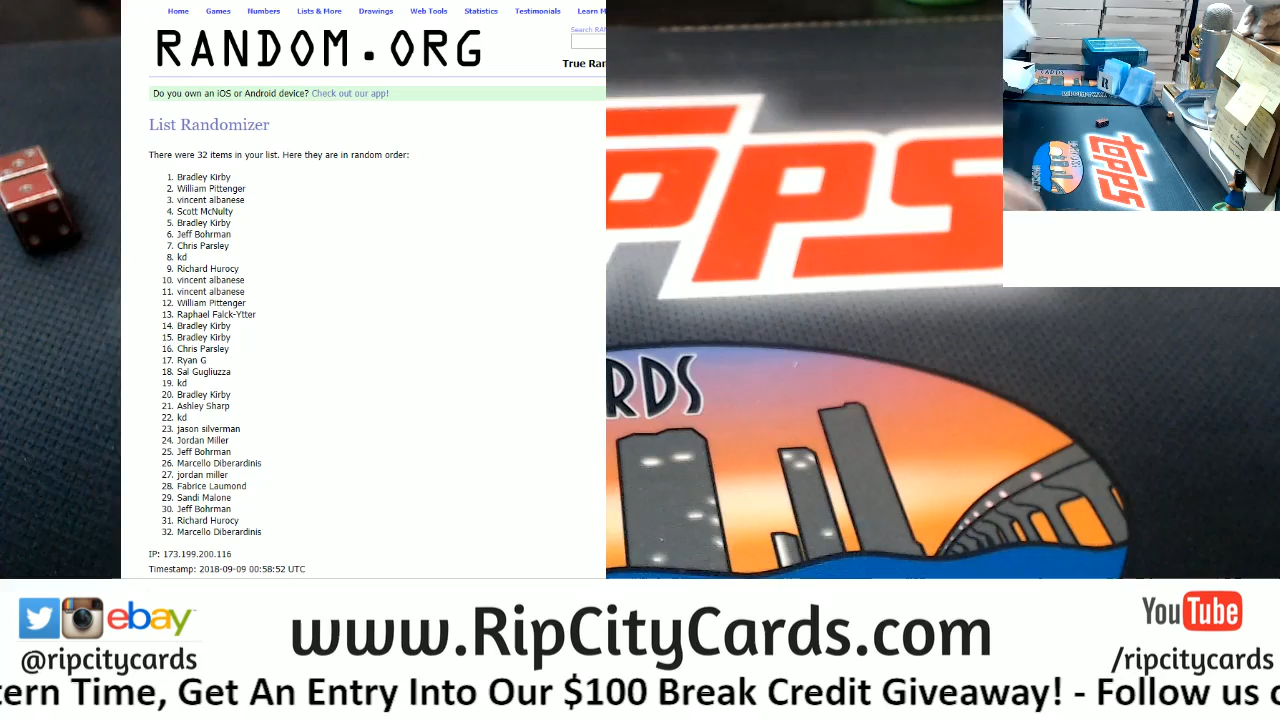 Home Games Numbers Lists & More Drawings Web Tools Statistics Testimonials Learn M
RANDOM.ORG
Search RAN
True Ran
Do you own an iOS or Android device? Check out our app!
List Randomizer
There were 32 items in your list. Here they are in random order:
1. Bradley Kirby
2. William Pittenger
3. vincent albanese
4. Scott McNulty
5. Bradley Kirby
6. Jeff Bohrman
7. Chris Parsley
8. kd
9. Richard Hurocy
10. vincent albanese
11. vincent albanese
12. William Pittenger
13. Raphael Falck-Ytter
14. Bradley Kirby
15. Bradley Kirby
16. Chris Parsley
17. Ryan G
18. Sal Gugliuzza
19. kd
20. Bradley Kirby
21. Ashley Sharp
22. kd
23. jason silverman
24. Jordan Miller
25. Jeff Bohrman
26. Marcello Diberardinis
27. jordan miller
28. Fabrice Laumond
29. Sandi Malone
30. Jeff Bohrman
31. Richard Hurocy
32. Marcello Diberardinis
IP: 173.199.200.116
Timestamp: 2018-09-09 00:58:52 UTC
OPPS
ARDS
CARDS
TOPPS
ebay
@ripcitycards
www.RipCityCards.com
YouTube
/ripcitycards
tern Time, Get An Entry Into Our $100 Break Credit Giveaway! - Follow us o